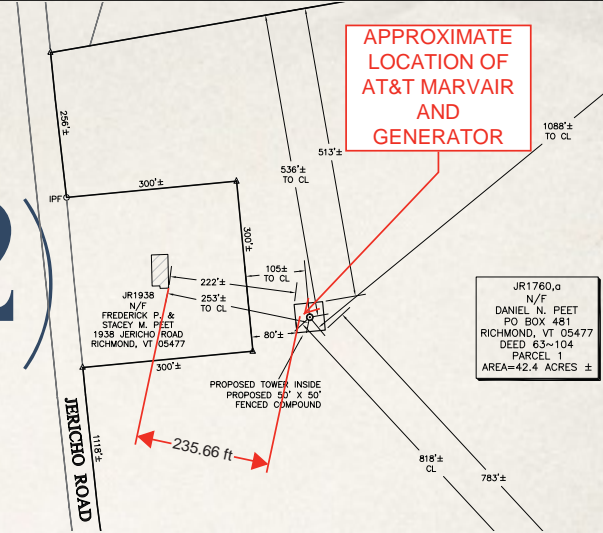 APPROXIMATE
LOCATION OF
AT&T MARVAIR
AND
GENERATOR
256'±
536'±
TO CL
513'±
1088'±
TO CL
IPF
300'±
300'±
2)
105±
TO CL
222'±
253'±
TO CL
80'±
JR1938
N/F
FREDERICK P. &
STACEY M. PEET
1938 JERICHO ROAD
RICHMOND, VT 05477
JR1760,a
N/F
DANIEL N. PEET
PO BOX 481
RICHMOND, VT 05477
DEED 63~104
PARCEL 1
AREA=42.4 ACRES ±
300'±
PROPOSED TOWER INSIDE
PROPOSED 50' X 50'
FENCED COMPOUND
JERICHO ROAD
1118'±
235.66 ft
818'±
CL
783'±